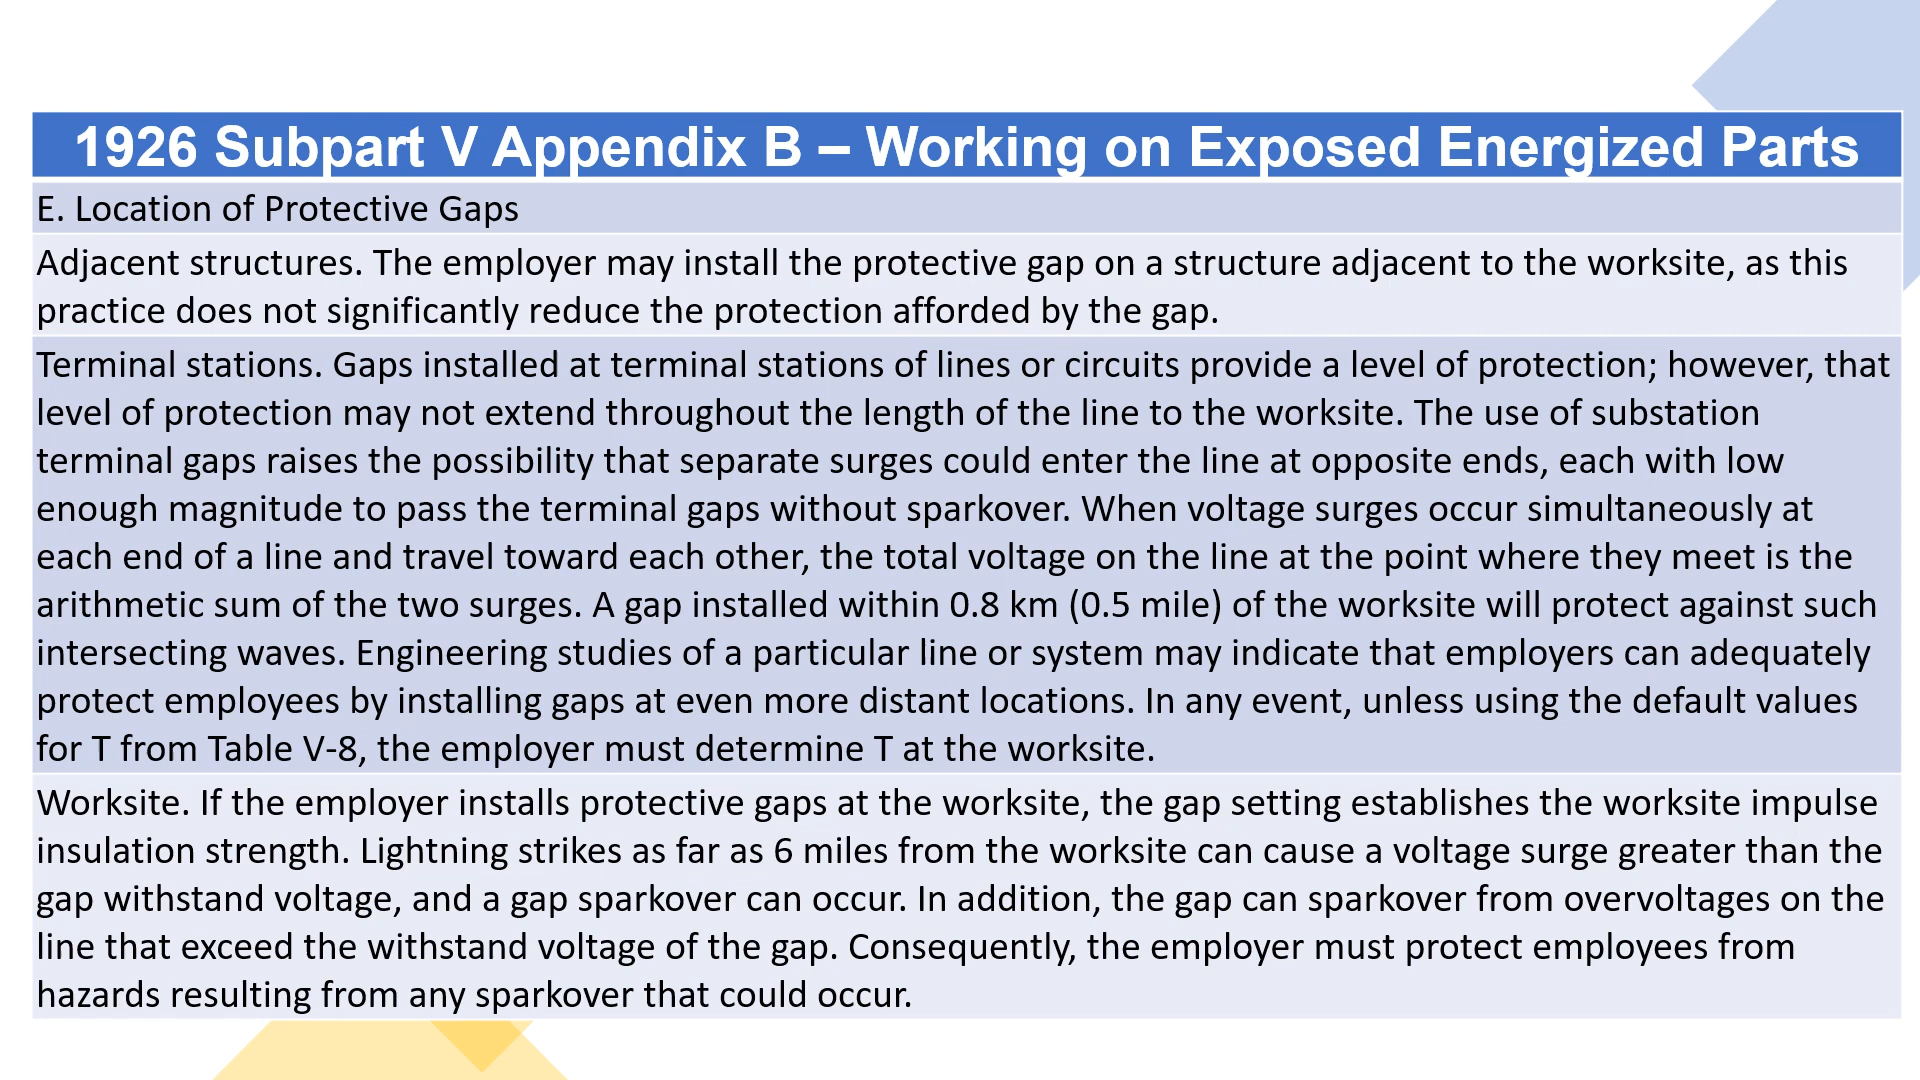 1926 Subpart V Appendix B – Working on Exposed Energized Parts
E. Location of Protective Gaps
Adjacent structures. The employer may install the protective gap on a structure adjacent to the worksite, as this
practice does not significantly reduce the protection afforded by the gap.
Terminal stations. Gaps installed at terminal stations of lines or circuits provide a level of protection; however, that
level of protection may not extend throughout the length of the line to the worksite. The use of substation
terminal gaps raises the possibility that separate surges could enter the line at opposite ends, each with low
enough magnitude to pass the terminal gaps without sparkover. When voltage surges occur simultaneously at
each end of a line and travel toward each other, the total voltage on the line at the point where they meet is the
arithmetic sum of the two surges. A gap installed within 0.8 km (0.5 mile) of the worksite will protect against such
intersecting waves. Engineering studies of a particular line or system may indicate that employers can adequately
protect employees by installing gaps at even more distant locations. In any event, unless using the default values
for T from Table V-8, the employer must determine T at the worksite.
Worksite. If the employer installs protective gaps at the worksite, the gap setting establishes the worksite impulse
insulation strength. Lightning strikes as far as 6 miles from the worksite can cause a voltage surge greater than the
gap withstand voltage, and a gap sparkover can occur. In addition, the gap can sparkover from overvoltages on the
line that exceed the withstand voltage of the gap. Consequently, the employer must protect employees from
hazards resulting from any sparkover that could occur.